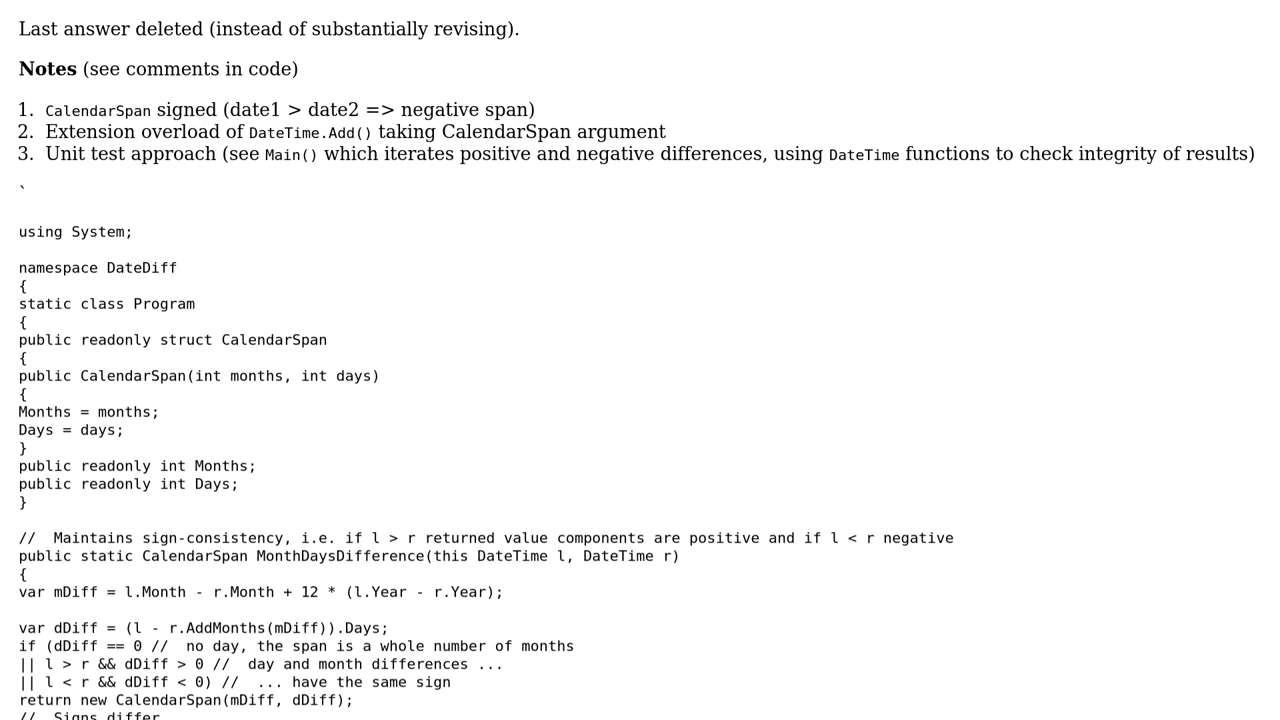 Last answer deleted (instead of substantially revising).
Notes (see comments in code)
1. CalendarSpan signed (date1 > date2 => negative span)
2. Extension overload of DateTime.Add() taking CalendarSpan argument
3. Unit test approach (see Main() which iterates positive and negative differences, using DateTime functions to check integrity of results)
`
using System;
namespace DateDiff
{
static class Program
{
public readonly struct CalendarSpan
{
public CalendarSpan(int months, int days)
{
Months = months;
Days = days;
}
public readonly int Months;
public readonly int Days;
}
//  Maintains sign-consistency, i.e. if l > r returned value components are positive and if l < r negative
public static CalendarSpan MonthDaysDifference(this DateTime l, DateTime r)
{
var mDiff = l.Month - r.Month + 12 * (l.Year - r.Year);
var dDiff = (l - r.AddMonths(mDiff)).Days;
if (dDiff == 0 //  no day, the span is a whole number of months
|| l > r && dDiff > 0 //  day and month differences ...
|| l < r && dDiff < 0) //  ... have the same sign
return new CalendarSpan(mDiff, dDiff);
//  Signs differ